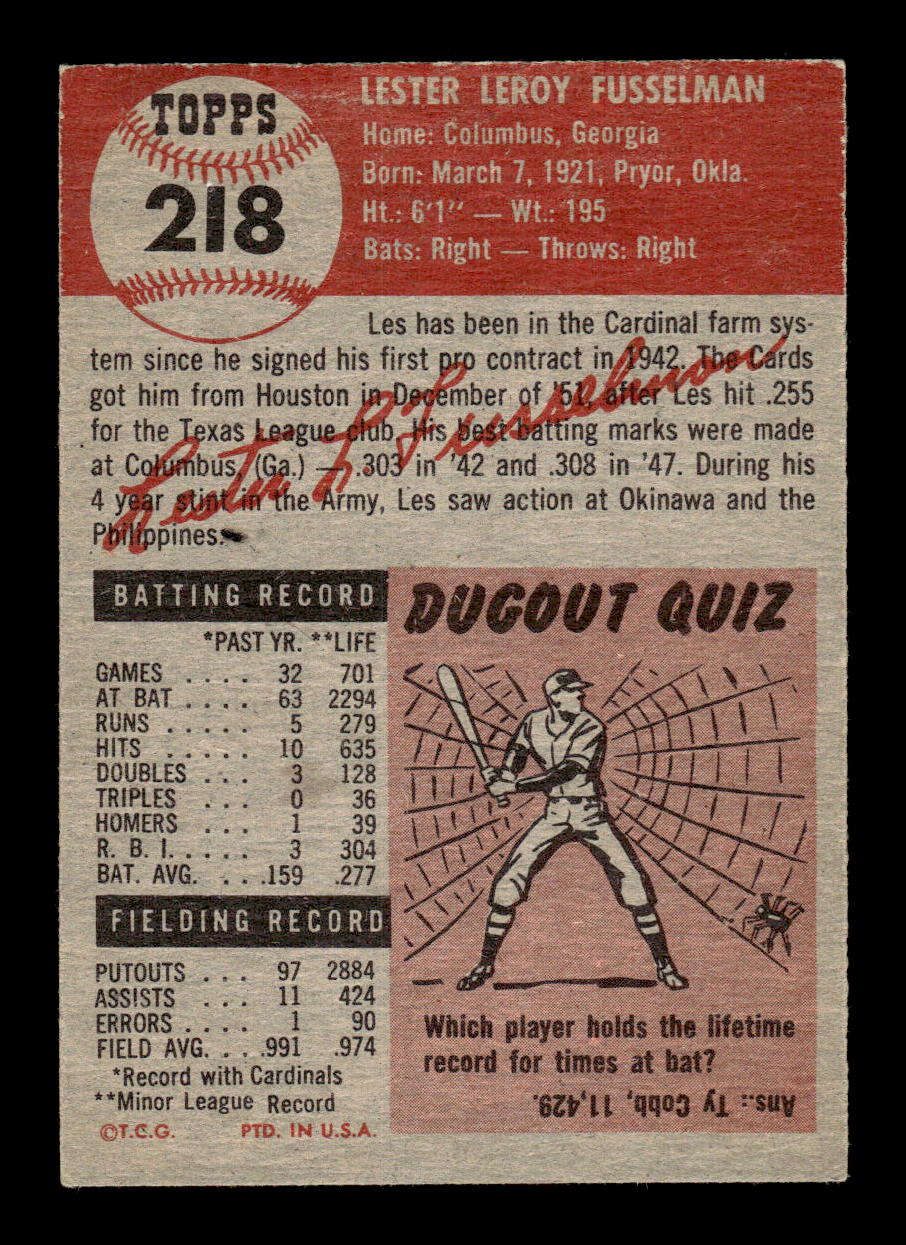 TOPPS
218
LESTER LEROY FUSSELMAN
Home: Columbus, Georgia
Born: March 7, 1921, Pryor, Okla.
Ht.: 6'1" — Wt.: 195
Bats: Right — Throws: Right
Les has been in the Cardinal farm sys-
tem since he signed his first pro contract in 1942. The Cards
got him from Houston in December of '51, after Les hit .255
for the Texas League club. His best batting marks were made
at Columbus, (Ga.) — .303 in '42 and .308 in '47. During his
4 year stint in the Army, Les saw action at Okinawa and the
Philippines.
Lester L Fusselman
BATTING RECORD
*PAST YR. **LIFE
GAMES .... 32 701
AT BAT .... 63 2294
RUNS ..... 5 279
HITS ..... 10 635
DOUBLES ... 3 128
TRIPLES ... 0 36
HOMERS ... 1 39
R. B. I..... 3 304
BAT. AVG. ...159 .277
FIELDING RECORD
PUTOUTS ... 97 2884
ASSISTS ... 11 424
ERRORS .... 1 90
FIELD AVG. ...991 .974
*Record with Cardinals
**Minor League Record
©T.C.G. PTD. IN U.S.A.
DUGOUT QUIZ
Which player holds the lifetime
record for times at bat?
Ans.: Ty Cobb, 11,429.